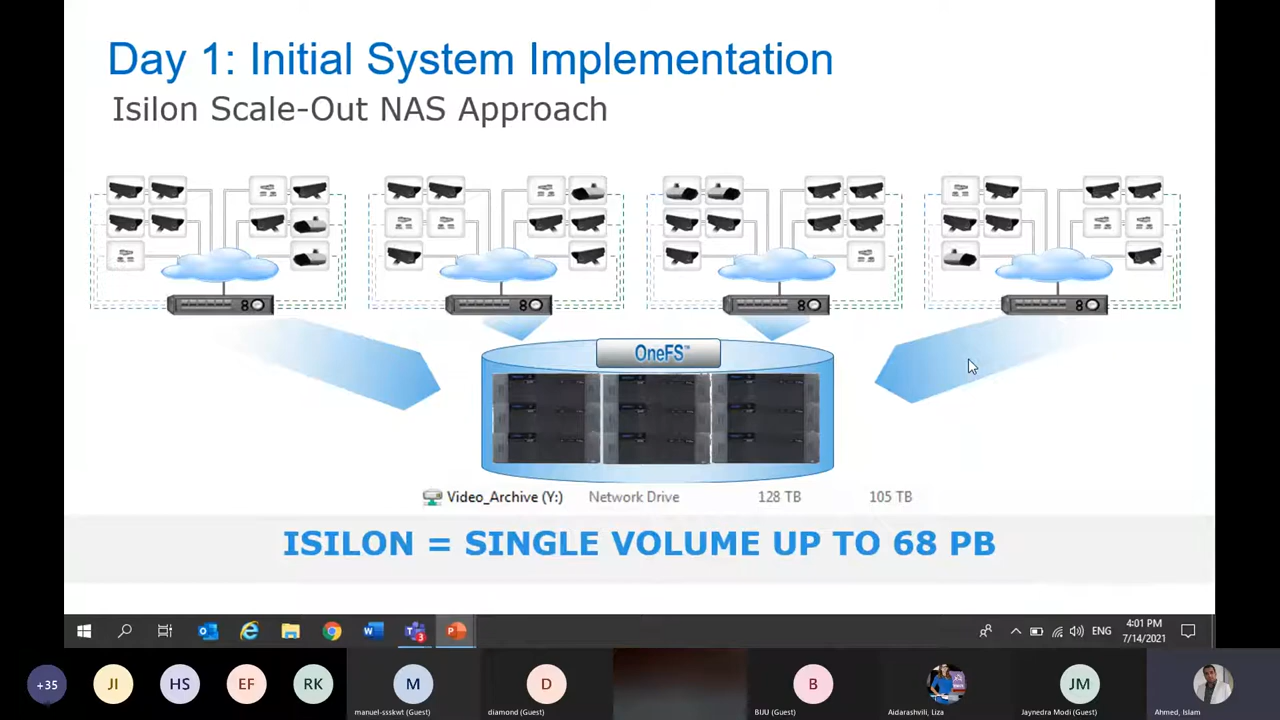 Day 1: Initial System Implementation
Isilon Scale-Out NAS Approach
OneFS™
Video_Archive (Y:) Network Drive 128 TB 105 TB
ISILON = SINGLE VOLUME UP TO 68 PB
ENG
4:01 PM
7/14/2021
3
+35
JI
HS
EF
RK
M
D
B
JM
manuel-ssskwt (Guest)
diamond (Guest)
BIJU (Guest)
Aidarashvili, Liza
Jaynedra Modi (Guest)
Ahmed, Islam